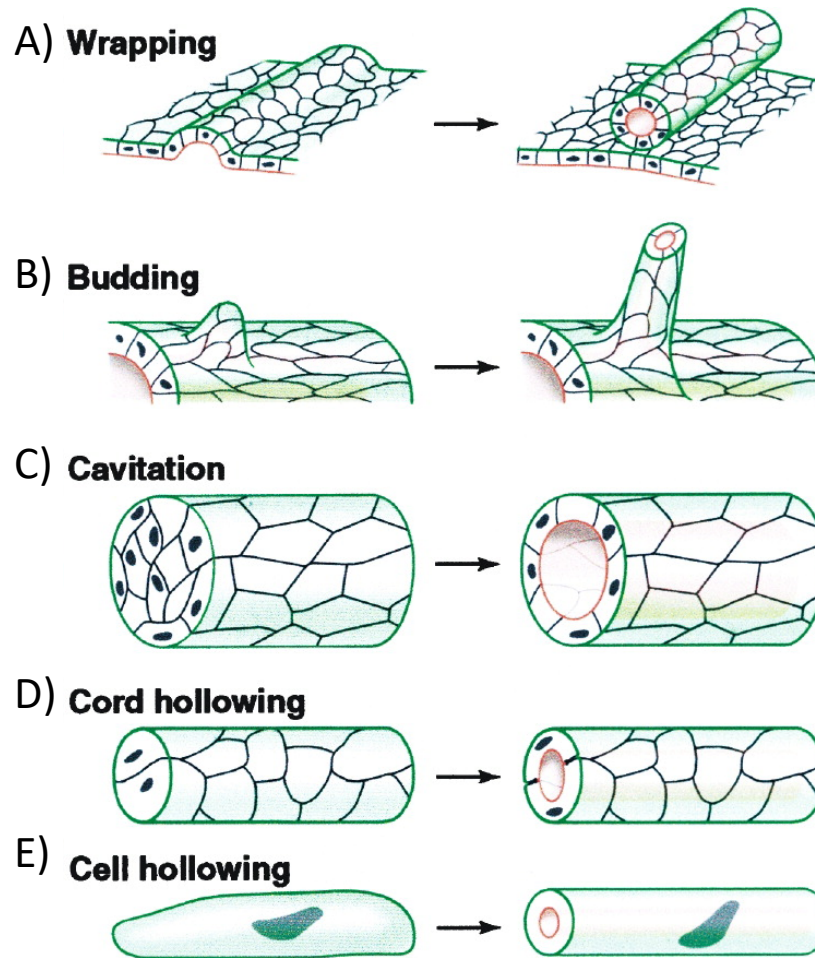 A) Wrapping
B) Budding
C) Cavitation
D) Cord hollowing
E) Cell hollowing